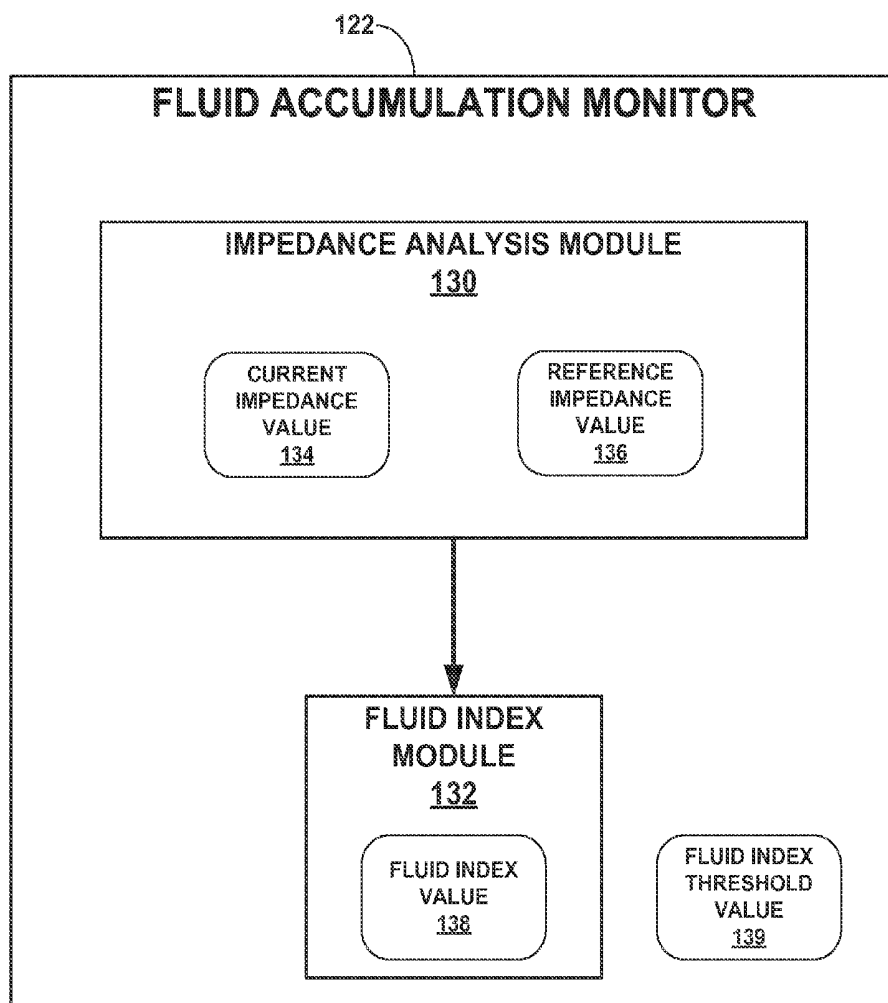 122
FLUID ACCUMULATION MONITOR
IMPEDANCE ANALYSIS MODULE
130
CURRENT
IMPEDANCE
VALUE
134
REFERENCE
IMPEDANCE
VALUE
136
FLUID INDEX
MODULE
132
FLUID INDEX
VALUE
138
FLUID INDEX
THRESHOLD
VALUE
139